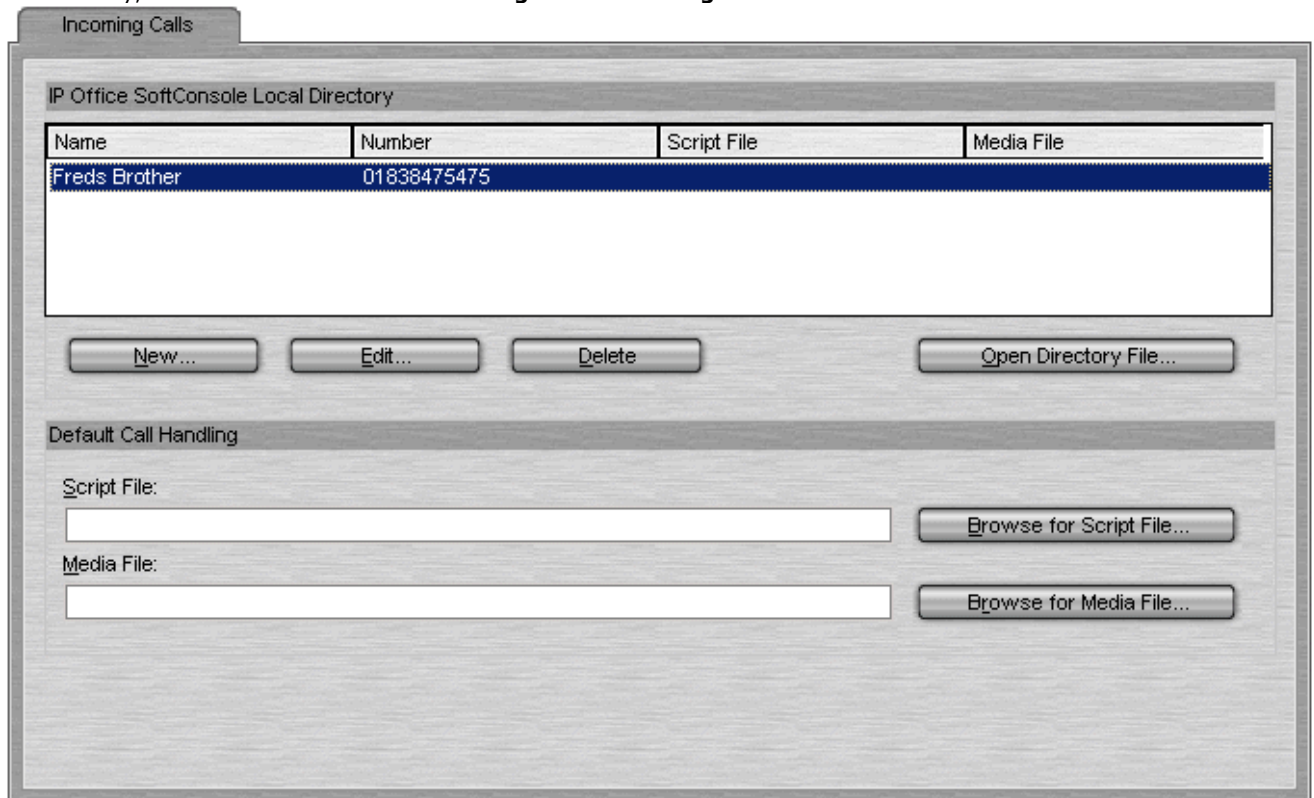 Incoming Calls
IP Office SoftConsole Local Directory
Name Number Script File Media File
Freds Brother 01838475475
New... Edit... Delete Open Directory File...
Default Call Handling
Script File:
Browse for Script File...
Media File:
Browse for Media File...